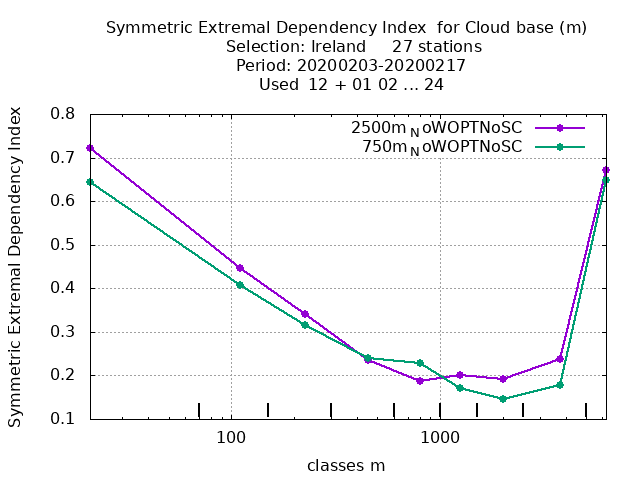 Symmetric Extremal Dependency Index for Cloud base (m)
Selection: Ireland 27 stations
Period: 20200203-20200217
Used 12 + 01 02 ... 24
Symmetric Extremal Dependency Index
0.8
0.7
0.6
0.5
0.4
0.3
0.2
0.1
2500mNoWOPTNoSC
750mNoWOPTNoSC
100 1000
classes m